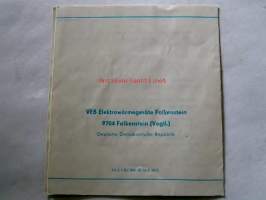 VEB Elektrowärmegeräte Falkenstein
9704 Falkenstein (Vogtl.)
Deutsche Demokratische Republik